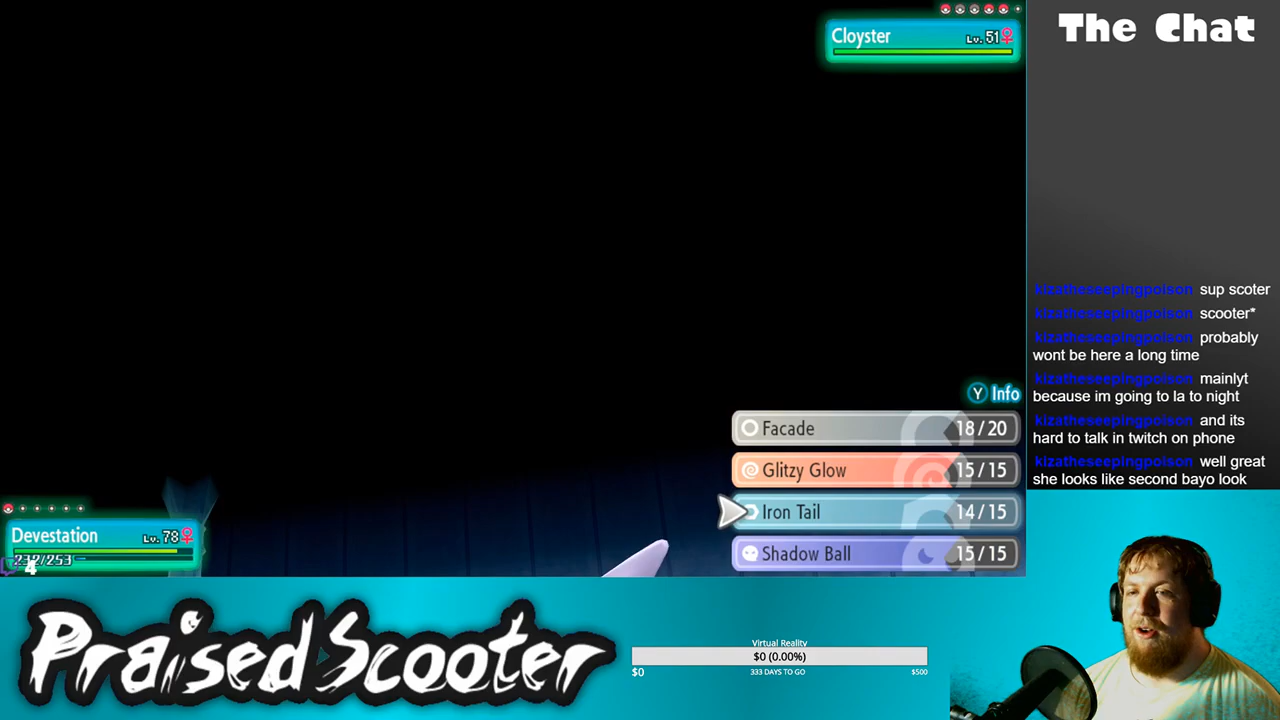 Cloyster Lv. 51♀
The Chat
kizatheseepingpoison sup scoter
kizatheseepingpoison scooter*
kizatheseepingpoison probably
wont be here a long time
kizatheseepingpoison mainlyt
because im going to la to night
kizatheseepingpoison and its
hard to talk in twitch on phone
kizatheseepingpoison well great
she looks like second bayo look
Y Info
Facade 18/20
Glitzy Glow 15/15
Iron Tail 14/15
Shadow Ball 15/15
Devestation Lv. 78♀
232/253
4
PraisedScooter
Virtual Reality
$0 (0.00%)
$0 333 DAYS TO GO $500